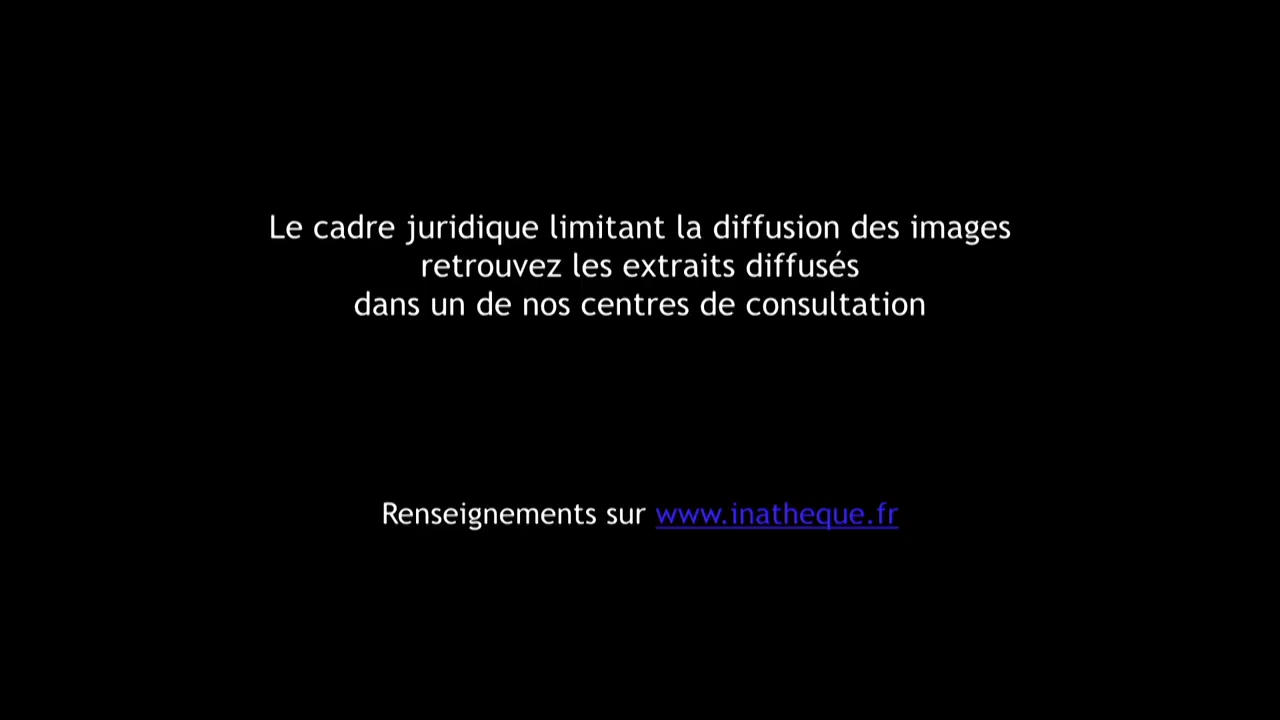 Le cadre juridique limitant la diffusion des images
retrouvez les extraits diffusés
dans un de nos centres de consultation
Renseignements sur www.inatheque.fr